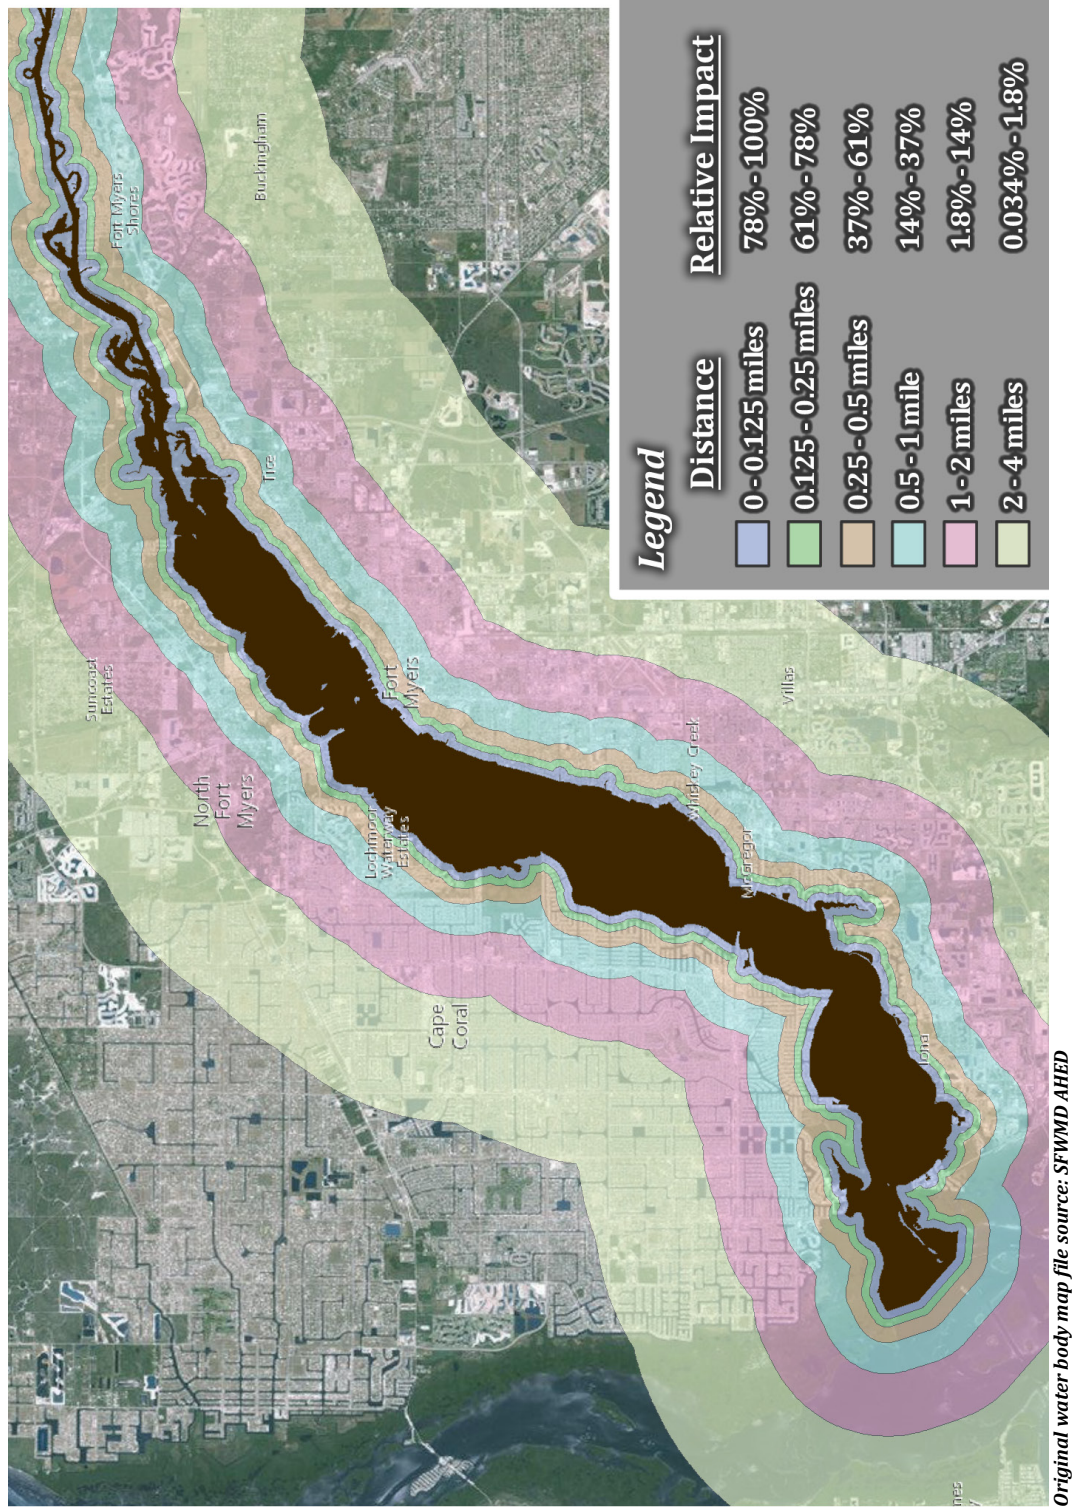 Fort Myers
Shores
Buckingham
Tice
Suncoast
Estates
North
Fort
Myers
Fort
Myers
Lochmoor
Waterway
Estates
Whiskey Creek
Villas
McGregor
Cape
Coral
Iona
Legend
Distance Relative Impact
0 - 0.125 miles 78% - 100%
0.125 - 0.25 miles 61% - 78%
0.25 - 0.5 miles 37% - 61%
0.5 - 1 mile 14% - 37%
1 - 2 miles 1.8% - 14%
2 - 4 miles 0.034% - 1.8%
Original water body map file source: SFWMD AHED